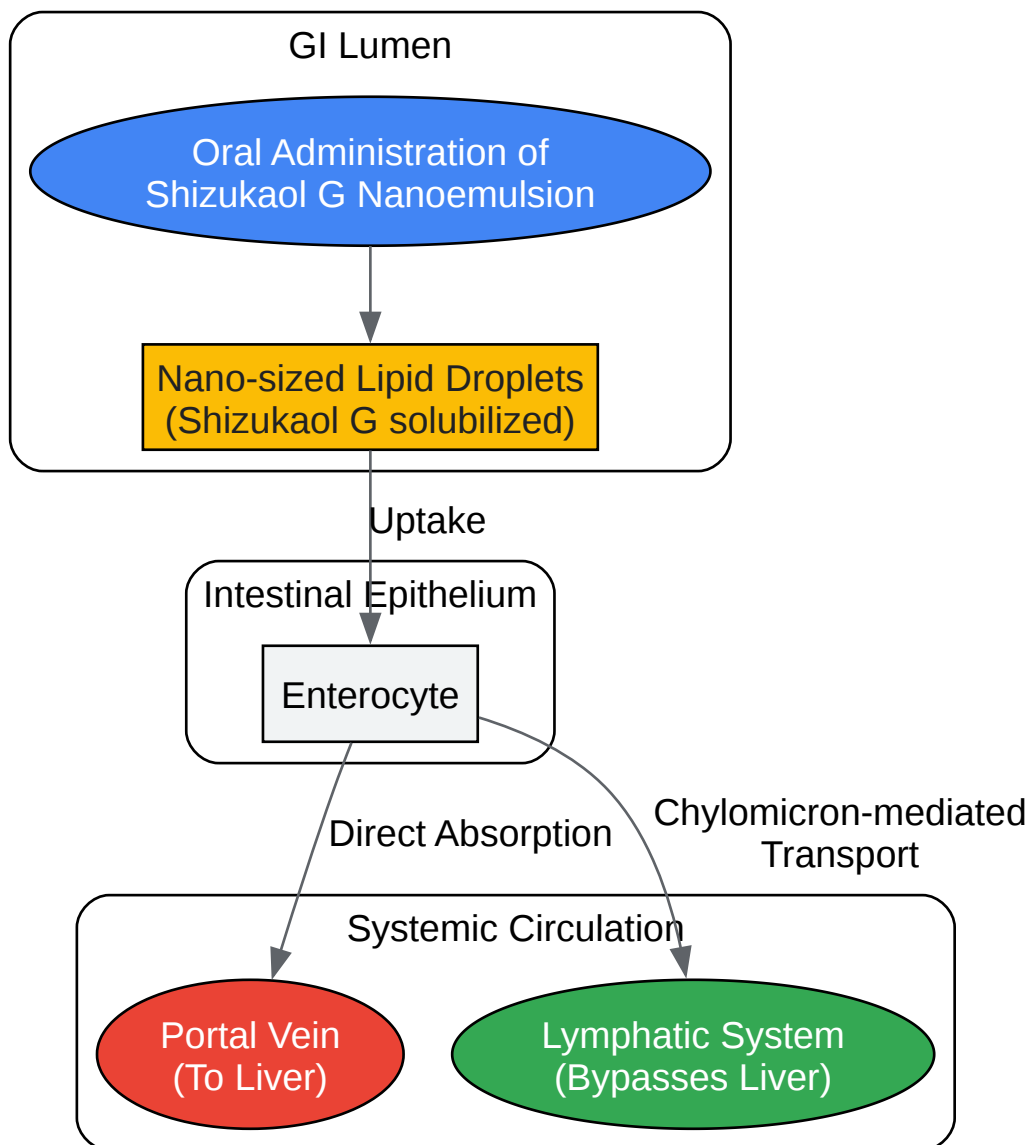 GI Lumen
Oral Administration of
Shizukaol G Nanoemulsion
Nano-sized Lipid Droplets
(Shizukaol G solubilized)
Uptake
Intestinal Epithelium
Enterocyte
Direct Absorption
Chylomicron-mediated
Transport
Systemic Circulation
Portal Vein
(To Liver)
Lymphatic System
(Bypasses Liver)